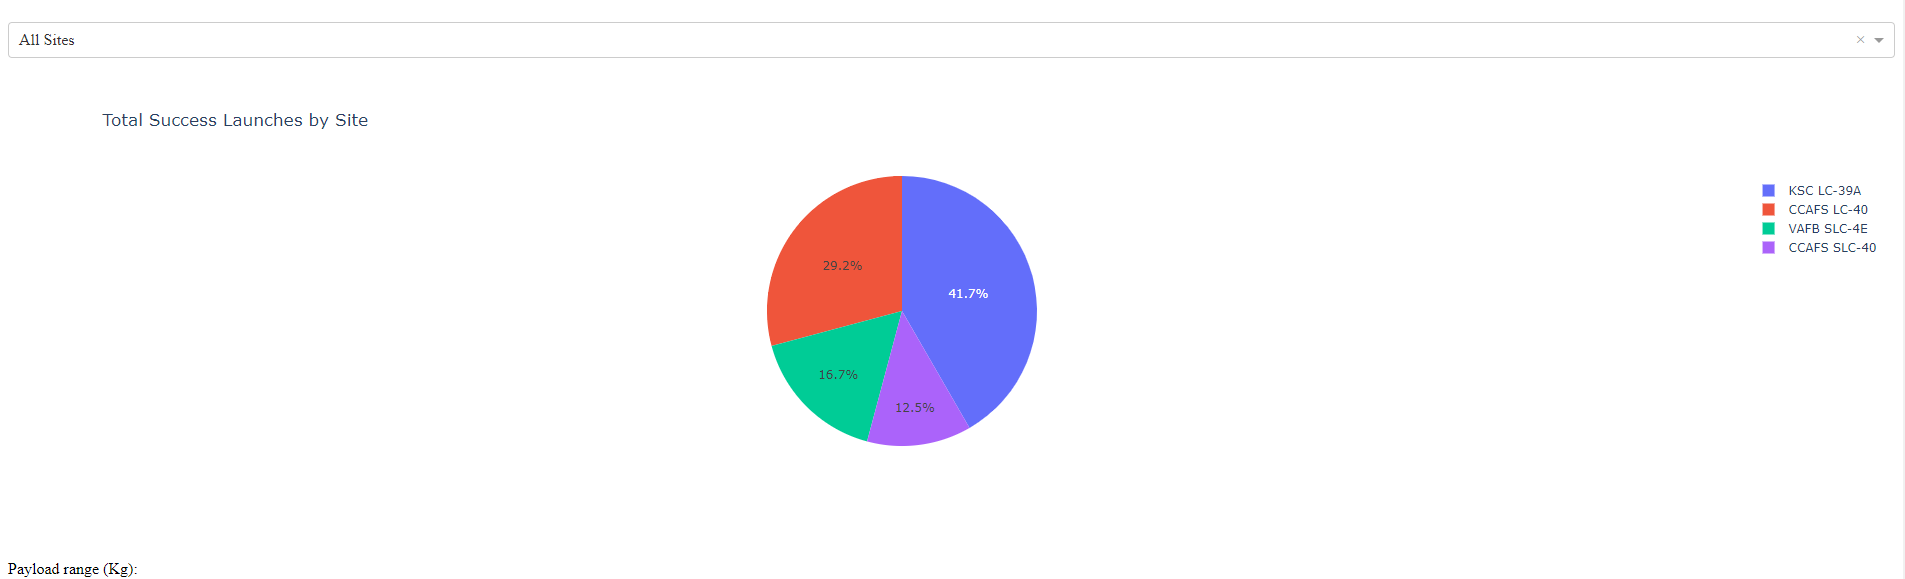 All Sites
×
Total Success Launches by Site
KSC LC-39A
CCAFS LC-40
VAFB SLC-4E
CCAFS SLC-40
29.2%
41.7%
16.7%
12.5%
Payload range (Kg):